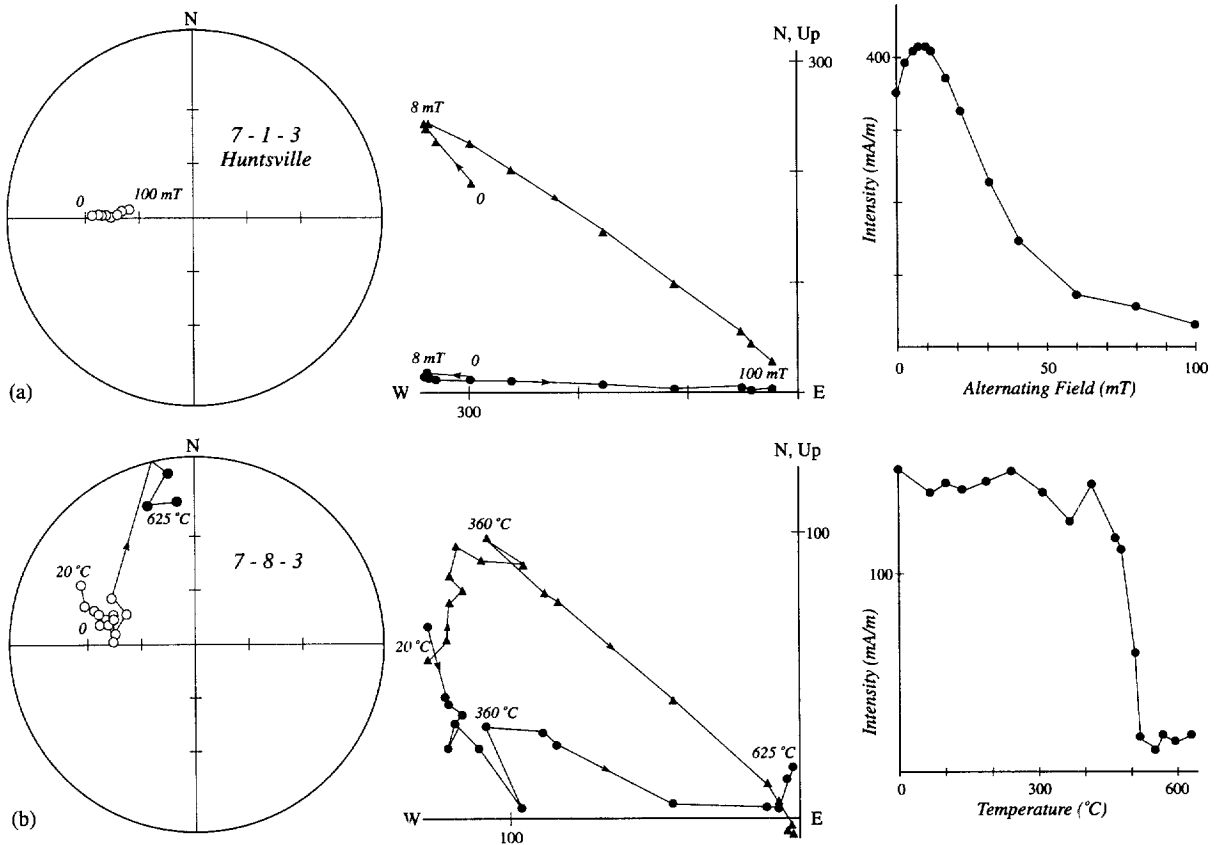 N
7 - 1 - 3
Huntsville
0
100 mT
(a)
N, Up
300
8 mT
0
8 mT
0
100 mT
W
E
300
400
Intensity (mA/m)
0
50
100
Alternating Field (mT)
N
625 °C
7 - 8 - 3
20 °C
0
(b)
N, Up
100
360 °C
20 °C
360 °C
625 °C
W
E
100
100
Intensity (mA/m)
0
300
600
Temperature (°C)